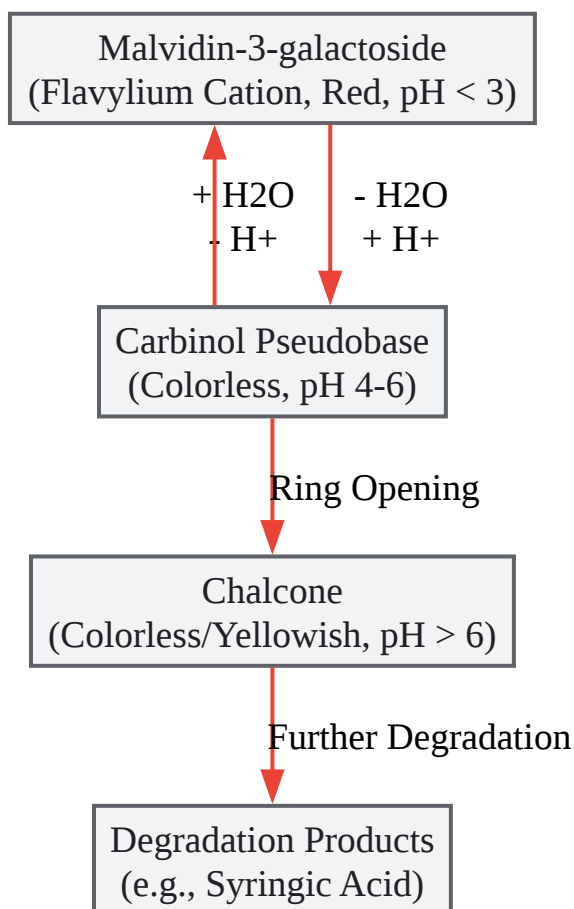 Malvidin-3-galactoside
(Flavylium Cation, Red, pH < 3)
+ H2O
- H+
- H2O
+ H+
Carbinol Pseudobase
(Colorless, pH 4-6)
Ring Opening
Chalcone
(Colorless/Yellowish, pH > 6)
Further Degradation
Degradation Products
(e.g., Syringic Acid)